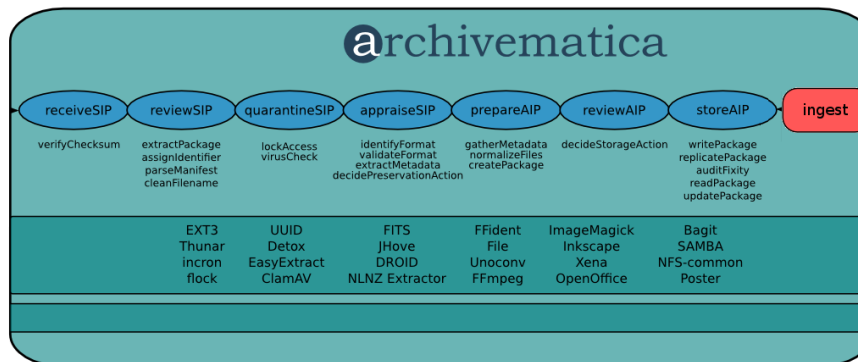 archivematica
receiveSIP reviewSIP quarantineSIP appraiseSIP prepareAIP reviewAIP storeAIP ingest
verifyChecksum
extractPackage
assignIdentifier
parseManifest
cleanFilename
lockAccess
virusCheck
identifyFormat
validateFormat
extractMetadata
decidePreservationAction
gatherMetadata
normalizeFiles
createPackage
decideStorageAction
writePackage
replicatePackage
auditFixity
readPackage
updatePackage
EXT3 UUID FITS FFident ImageMagick Bagit
Thunar Detox JHove File Inkscape SAMBA
incron EasyExtract DROID Unoconv Xena NFS-common
flock ClamAV NLNZ Extractor FFmpeg OpenOffice Poster